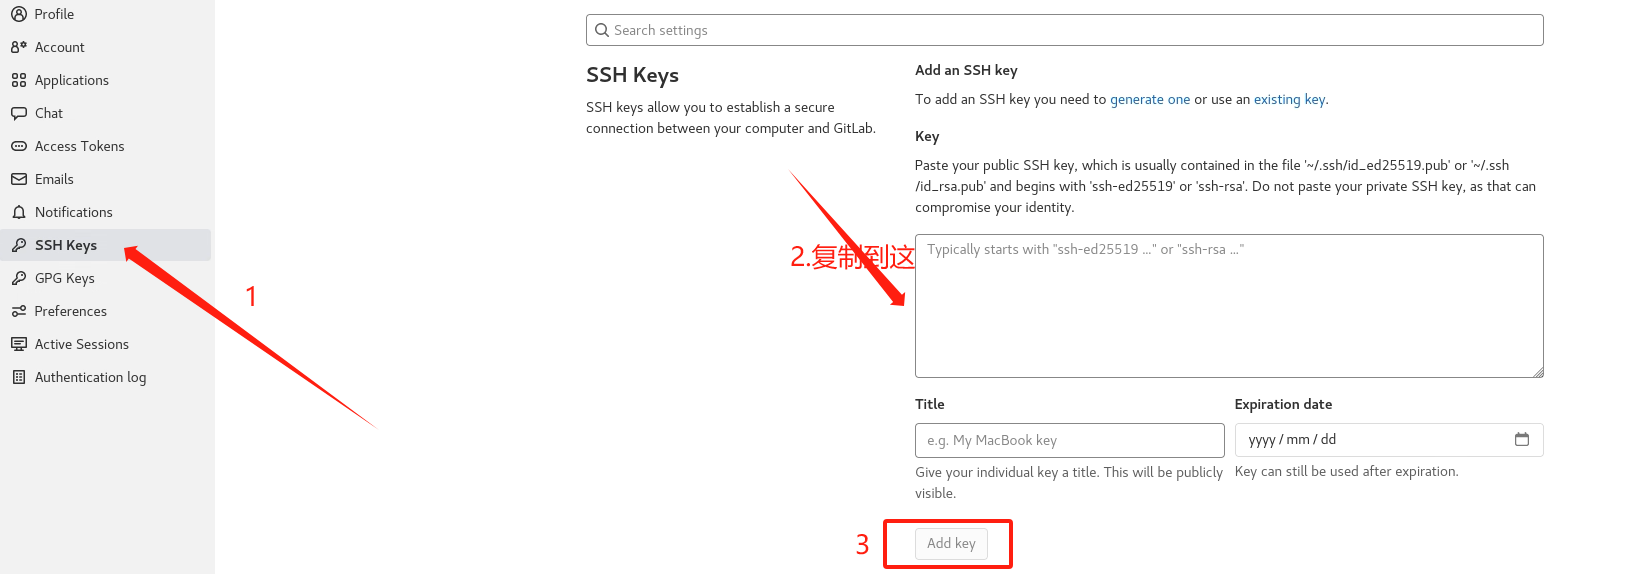 Profile
Account
Applications
Chat
Access Tokens
Emails
Notifications
SSH Keys
GPG Keys
Preferences
Active Sessions
Authentication log
1
Search settings
SSH Keys
SSH keys allow you to establish a secure
connection between your computer and GitLab.
Add an SSH key
To add an SSH key you need to generate one or use an existing key.
Key
Paste your public SSH key, which is usually contained in the file '~/.ssh/id_ed25519.pub' or '~/.ssh
/id_rsa.pub' and begins with 'ssh-ed25519' or 'ssh-rsa'. Do not paste your private SSH key, as that can
compromise your identity.
2.复制到这
Typically starts with "ssh-ed25519 ..." or "ssh-rsa ..."
Title
Expiration date
e.g. My MacBook key
yyyy / mm / dd
Give your individual key a title. This will be publicly
visible.
Key can still be used after expiration.
3
Add key